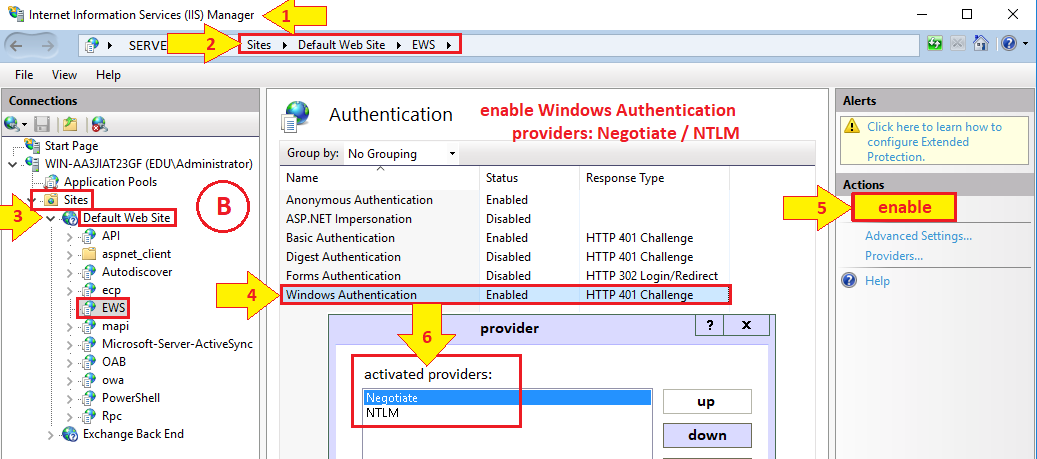 Internet Information Services (IIS) Manager
1
SERVE
2
Sites
Default Web Site
EWS
File
View
Help
Connections
Start Page
WIN-AA3JIAT23GF (EDU\Administrator)
Application Pools
Sites
3
Default Web Site
B
API
aspnet_client
Autodiscover
ecp
EWS
mapi
Microsoft-Server-ActiveSync
OAB
owa
PowerShell
Rpc
Exchange Back End
Authentication
enable Windows Authentication
providers: Negotiate / NTLM
Group by: No Grouping
Name Status Response Type
Anonymous Authentication Enabled
ASP.NET Impersonation Disabled
Basic Authentication Enabled HTTP 401 Challenge
Digest Authentication Disabled HTTP 401 Challenge
Forms Authentication Disabled HTTP 302 Login/Redirect
4 Windows Authentication Enabled HTTP 401 Challenge
6
provider
? X
activated providers:
Negotiate
NTLM
up
down
Alerts
Click here to learn how to
configure Extended
Protection.
Actions
5
enable
Advanced Settings...
Providers...
Help